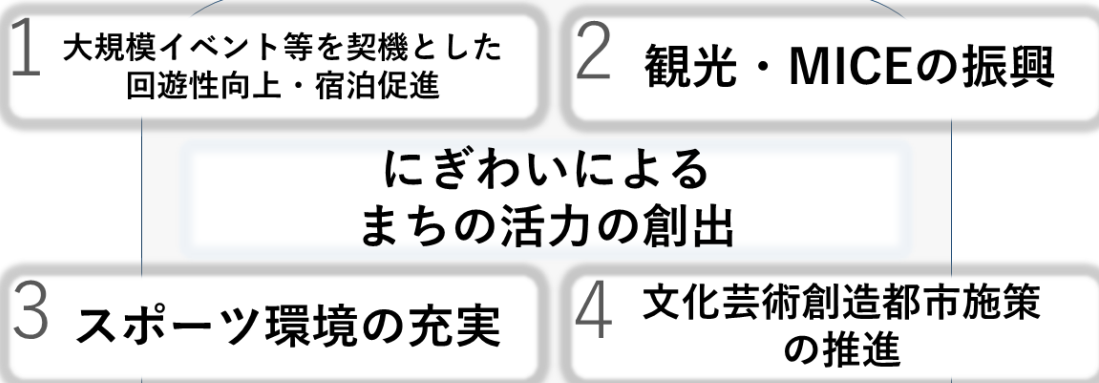 1
大規模イベント等を契機とした
回遊性向上・宿泊促進
2
観光・MICEの振興
にぎわいによる
まちの活力の創出
3
スポーツ環境の充実
4
文化芸術創造都市施策
の推進